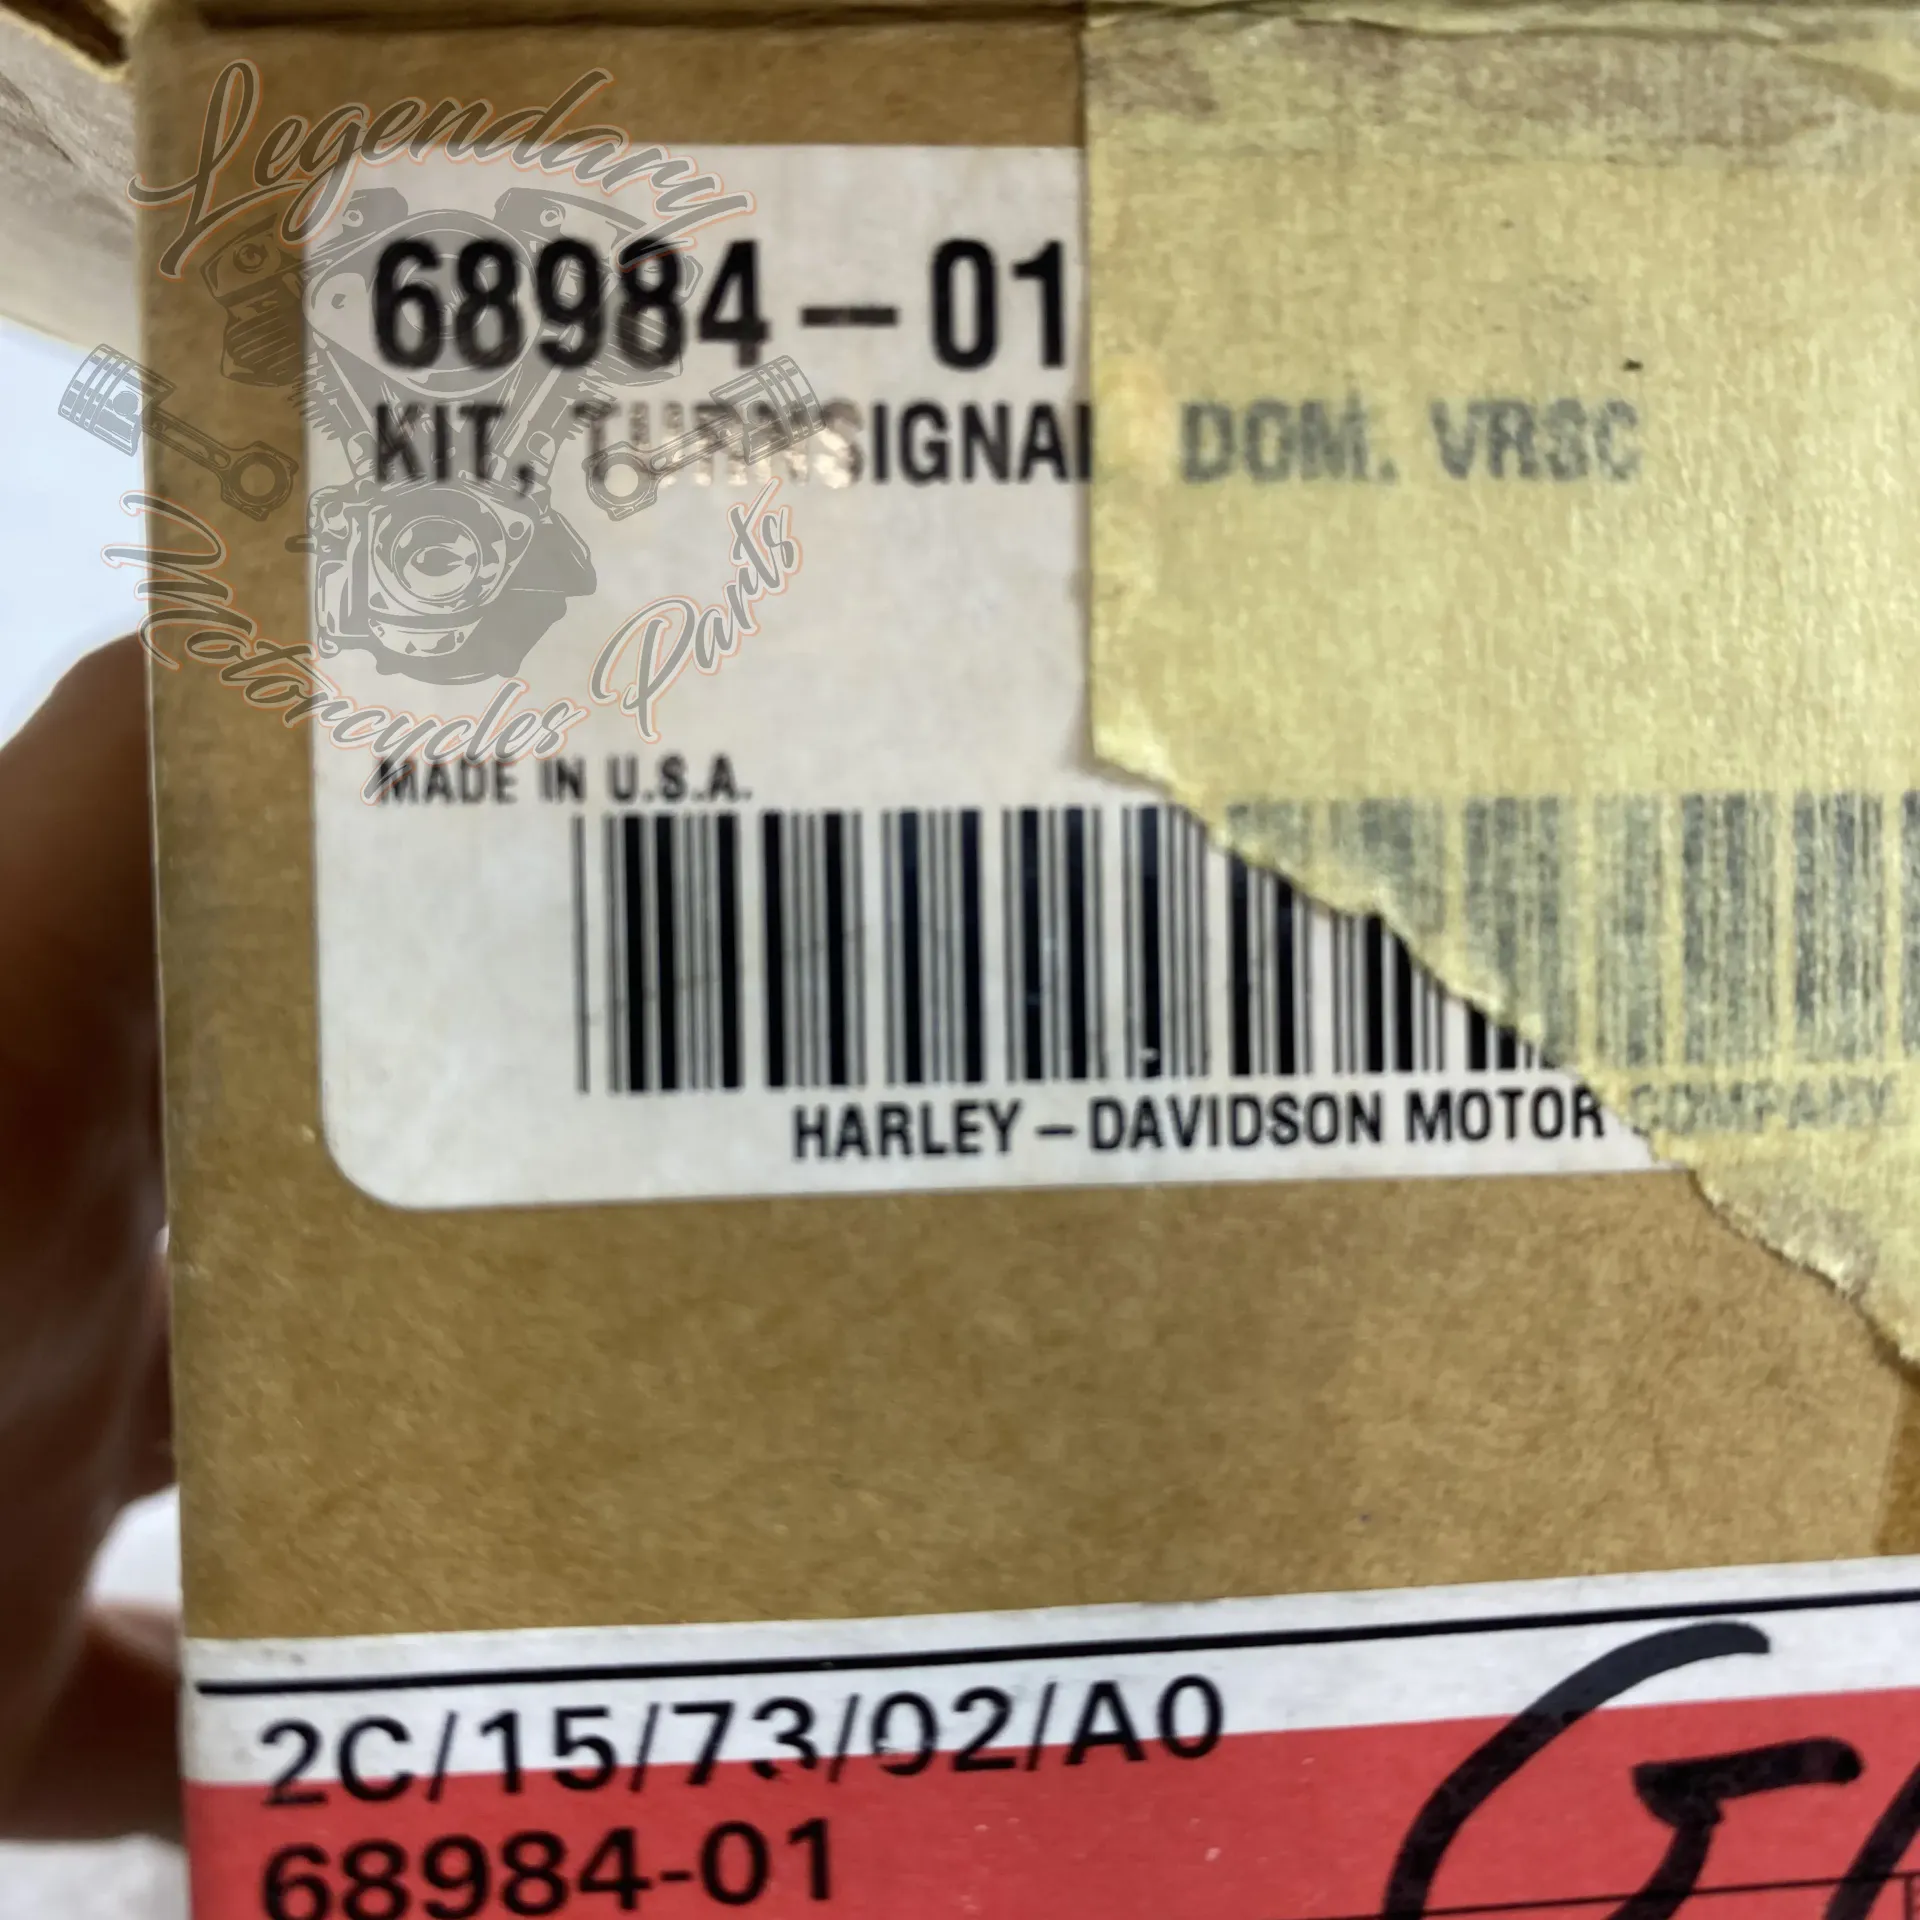 Legendary
Motorcycles Parts
68984-01
KIT, TURNSIGNAL DOM. VRSC
MADE IN U.S.A.
HARLEY-DAVIDSON MOTOR COMPANY
2C/15/73/02/A0
68984-01